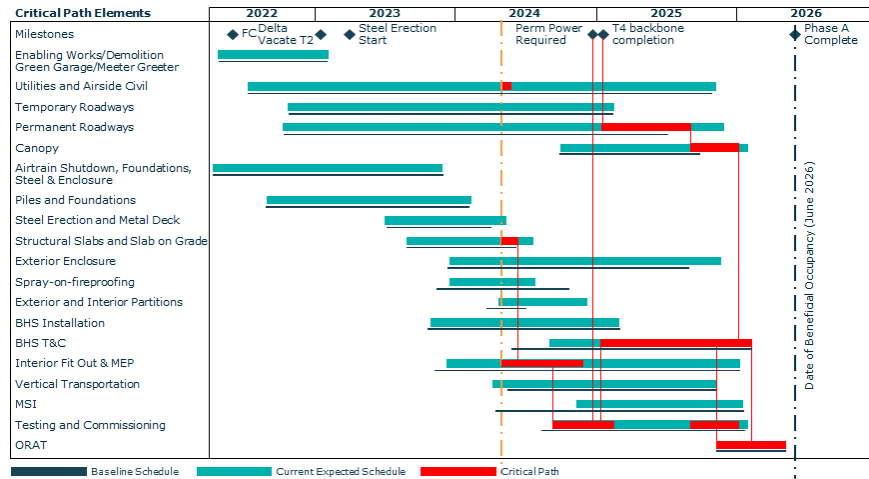 Critical Path Elements 2022 2023 2024 2025 2026
Milestones FC Delta Vacate T2 Steel Erection Start Perm Power Required T4 backbone completion Phase A Complete
Enabling Works/Demolition
Green Garage/Meeter Greeter
Utilities and Airside Civil
Temporary Roadways
Permanent Roadways
Canopy
Airtrain Shutdown, Foundations,
Steel & Enclosure
Piles and Foundations
Steel Erection and Metal Deck
Structural Slabs and Slab on Grade
Exterior Enclosure
Spray-on-fireproofing
Exterior and Interior Partitions
BHS Installation
BHS T&C
Interior Fit Out & MEP
Vertical Transportation
MSI
Testing and Commissioning
ORAT
Date of Beneficial Occupancy (June 2026)
Baseline Schedule Current Expected Schedule Critical Path